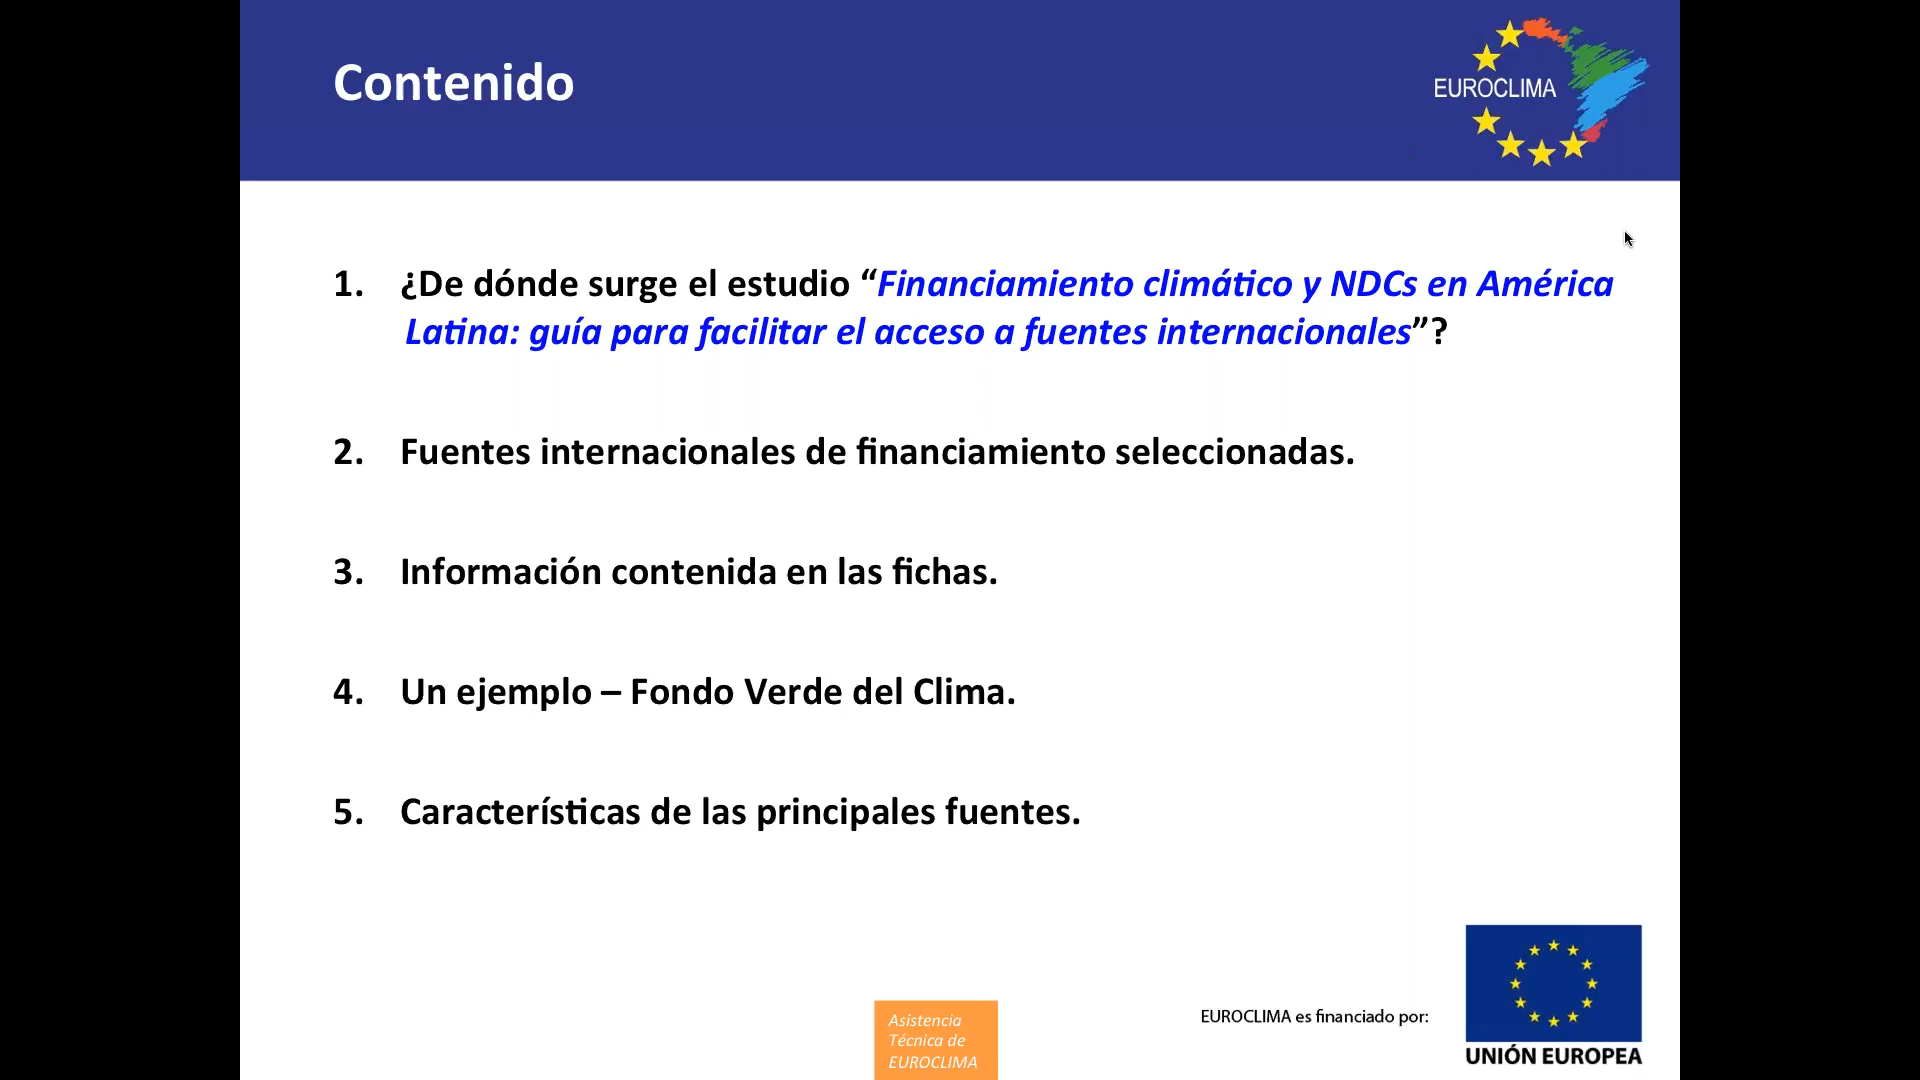 Contenido
EUROCLIMA
1. ¿De dónde surge el estudio “Financiamiento climático y NDCs en América
Latina: guía para facilitar el acceso a fuentes internacionales”?
2. Fuentes internacionales de financiamiento seleccionadas.
3. Información contenida en las fichas.
4. Un ejemplo – Fondo Verde del Clima.
5. Características de las principales fuentes.
Asistencia
Técnica de
EUROCLIMA
EUROCLIMA es financiado por:
UNIÓN EUROPEA